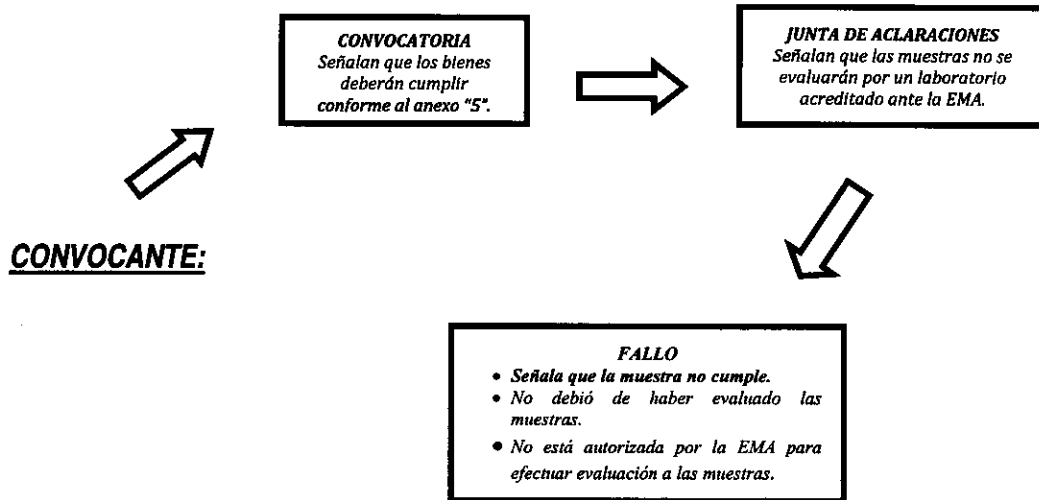 CONVOCATORIA
Señalan que los bienes
deberán cumplir
conforme al anexo "5".
JUNTA DE ACLARACIONES
Señalan que las muestras no se
evaluarán por un laboratorio
acreditado ante la EMA.
CONVOCANTE:
FALLO
• Señala que la muestra no cumple.
• No debió de haber evaluado las
muestras.
• No está autorizada por la EMA para
efectuar evaluación a las muestras.